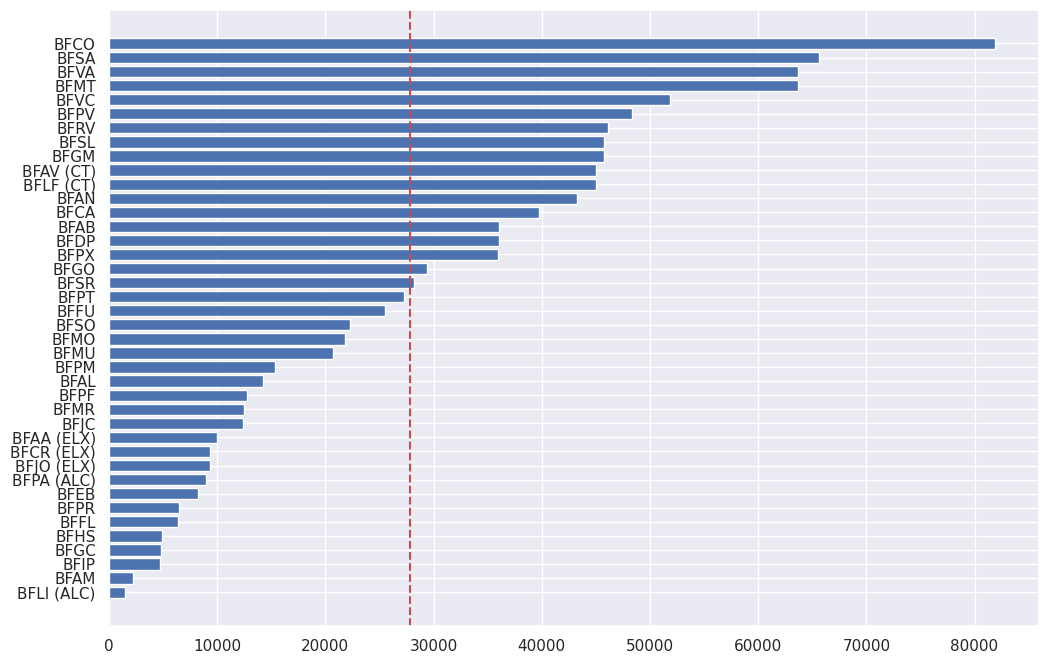 BFCO
BFSA
BFVA
BFMT
BFVC
BFPV
BFRV
BFSL
BFGM
BFAV (CT)
BFLF (CT)
BFAN
BFCA
BFAB
BFDP
BFPX
BFGO
BFSR
BFPT
BFFU
BFSO
BFMO
BFMU
BFPM
BFAL
BFPF
BFMR
BFJC
BFAA (ELX)
BFCR (ELX)
BFJO (ELX)
BFPA (ALC)
BFEB
BFPR
BFFL
BFHS
BFGC
BFIP
BFAM
BFLI (ALC)
0 10000 20000 30000 40000 50000 60000 70000 80000